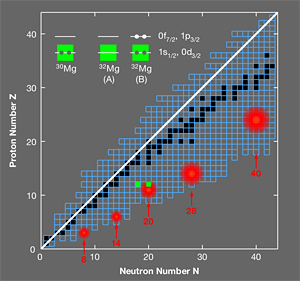 40
0f7/2, 1p3/2
1s1/2, 0d3/2
30Mg 32Mg 32Mg
(A) (B)
30
Proton Number Z
20
10
0
8
14
20
28
40
0 10 20 30 40
Neutron Number N